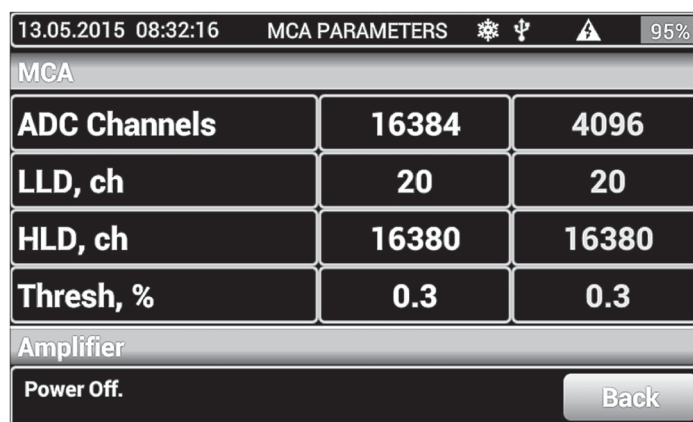 13.05.2015 08:32:16 MCA PARAMETERS 95%
MCA
ADC Channels 16384 4096
LLD, ch 20 20
HLD, ch 16380 16380
Thresh, % 0.3 0.3
Amplifier
Power Off. Back